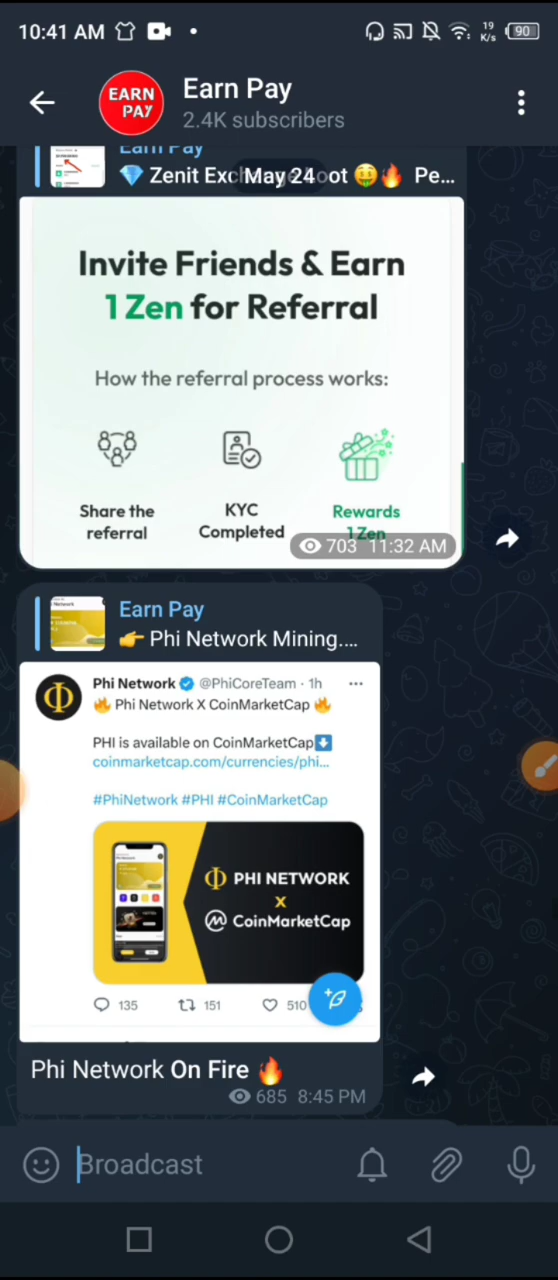 10:41 AM
19
K/s
90
EARN
PAY
Earn Pay
2.4K subscribers
Earn Pay
💎 Zenit Exch
May 24
oot 🤑🔥 Pe...
Invite Friends & Earn
1 Zen for Referral
How the referral process works:
Share the
referral
KYC
Completed
Rewards
1 Zen
703 11:32 AM
Earn Pay
👉 Phi Network Mining....
Phi Network @PhiCoreTeam · 1h
🔥 Phi Network X CoinMarketCap 🔥
PHI is available on CoinMarketCap⬇️
coinmarketcap.com/currencies/phi...
#PhiNetwork #PHI #CoinMarketCap
PHI NETWORK
X
CoinMarketCap
135
151
510
Phi Network On Fire 🔥
685 8:45 PM
Broadcast